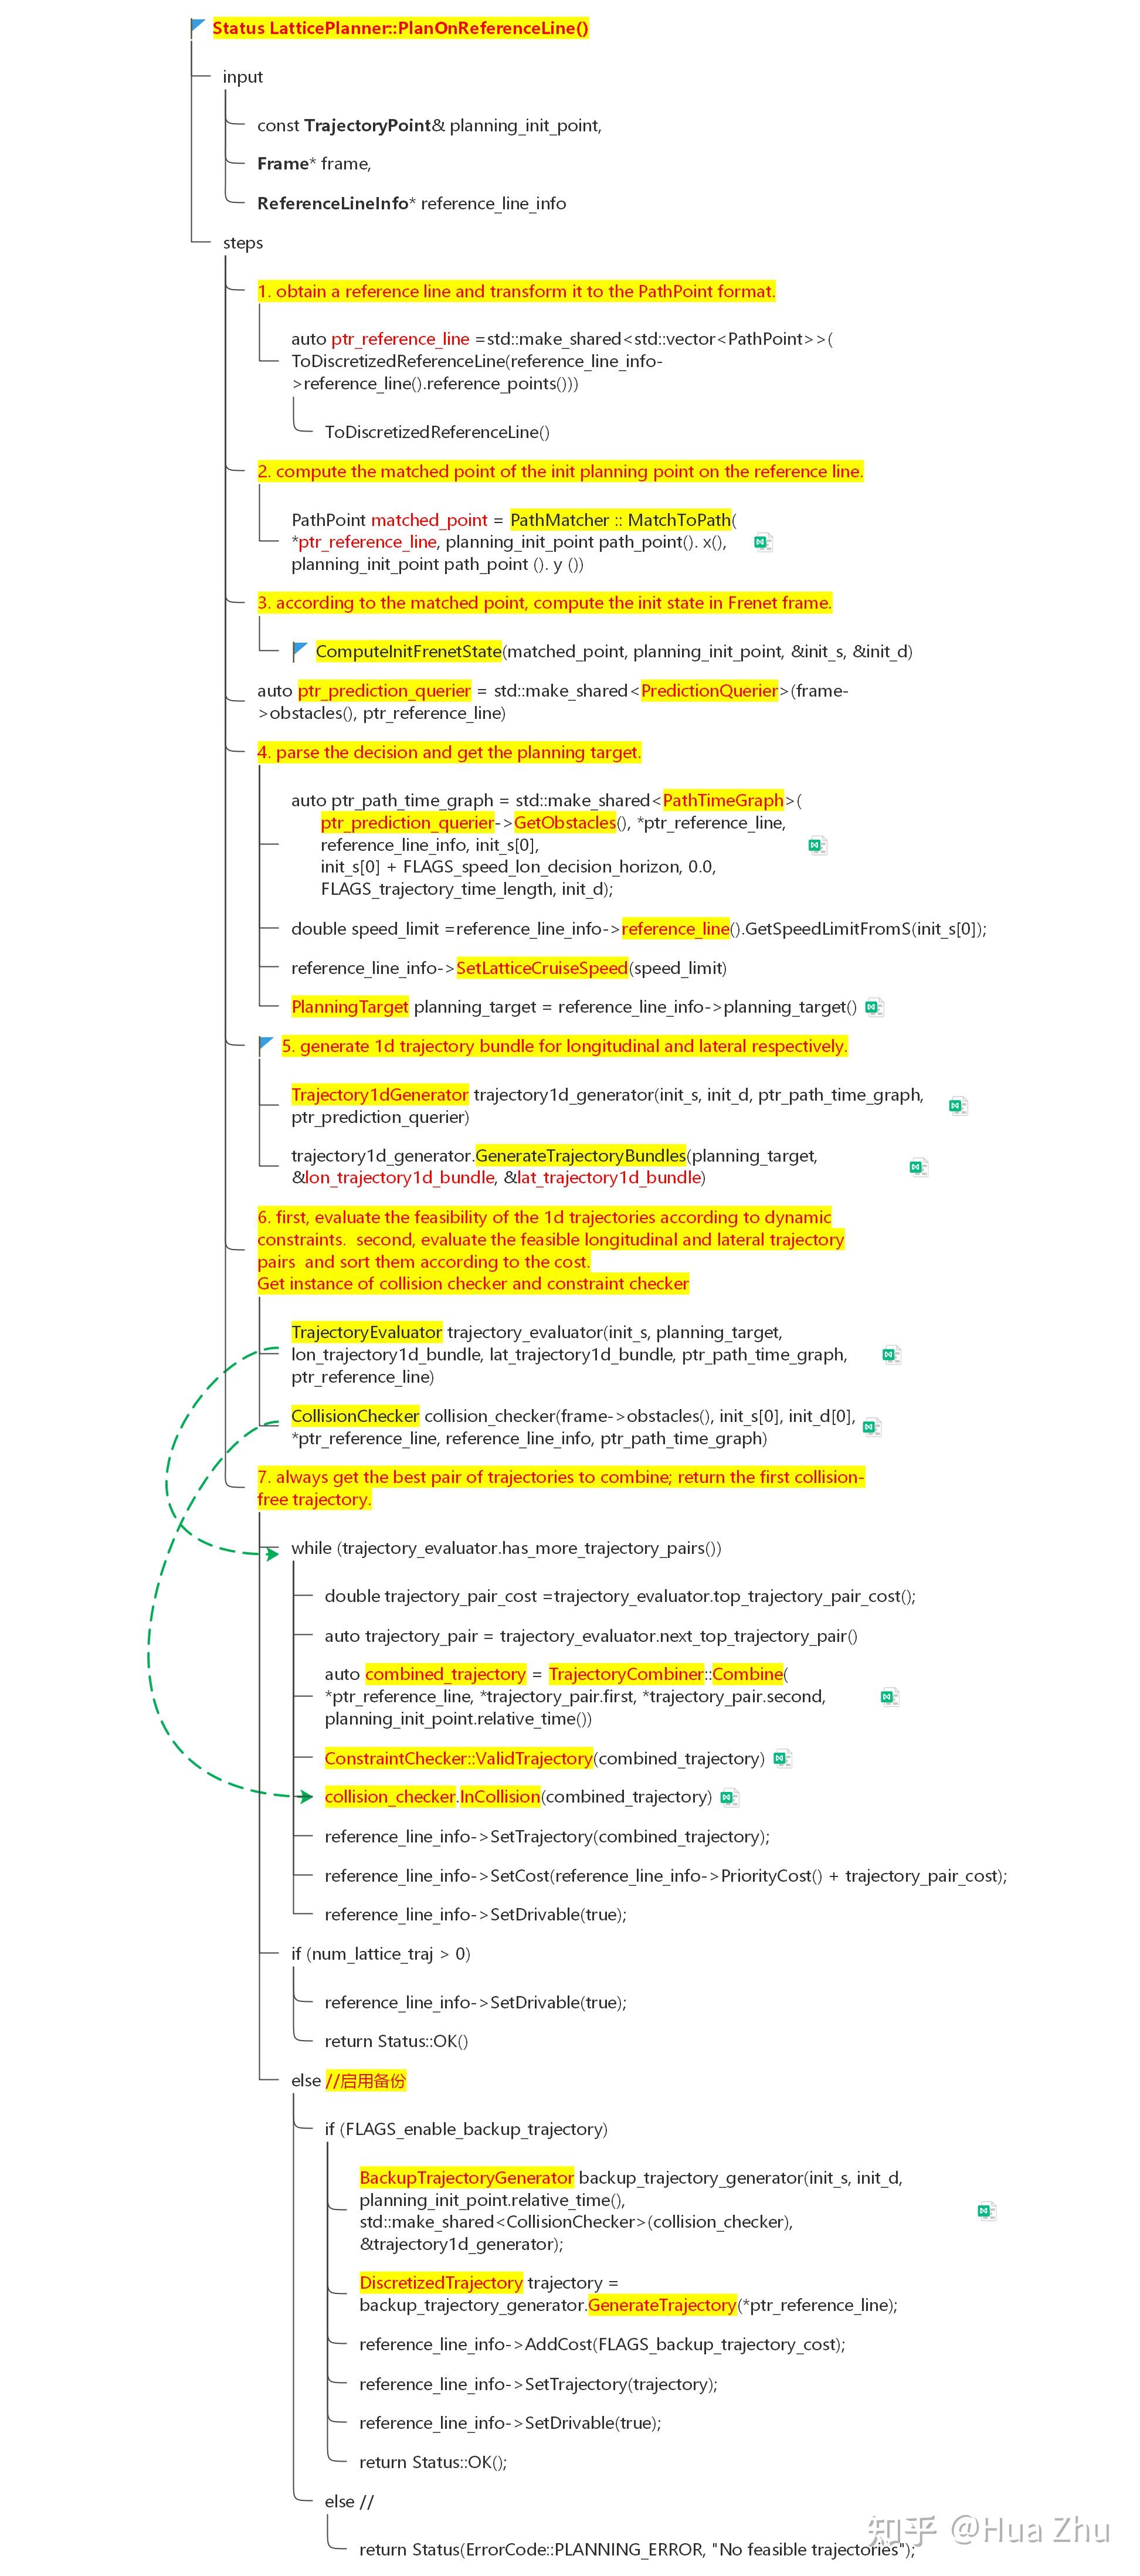 Status LatticePlanner::PlanOnReferenceLine()
input
const TrajectoryPoint& planning_init_point,
Frame* frame,
ReferenceLineInfo* reference_line_info
steps
1. obtain a reference line and transform it to the PathPoint format.
auto ptr_reference_line =std::make_shared<std::vector<PathPoint>>(
ToDiscretizedReferenceLine(reference_line_info-
>reference_line().reference_points()))
ToDiscretizedReferenceLine()
2. compute the matched point of the init planning point on the reference line.
PathPoint matched_point = PathMatcher :: MatchToPath(
*ptr_reference_line, planning_init_point path_point(). x(),
planning_init_point path_point (). y ())
3. according to the matched point, compute the init state in Frenet frame.
ComputeInitFrenetState(matched_point, planning_init_point, &init_s, &init_d)
auto ptr_prediction_querier = std::make_shared<PredictionQuerier>(frame-
>obstacles(), ptr_reference_line)
4. parse the decision and get the planning target.
auto ptr_path_time_graph = std::make_shared<PathTimeGraph>(
ptr_prediction_querier->GetObstacles(), *ptr_reference_line,
reference_line_info, init_s[0],
init_s[0] + FLAGS_speed_lon_decision_horizon, 0.0,
FLAGS_trajectory_time_length, init_d);
double speed_limit =reference_line_info->reference_line().GetSpeedLimitFromS(init_s[0]);
reference_line_info->SetLatticeCruiseSpeed(speed_limit)
PlanningTarget planning_target = reference_line_info->planning_target()
5. generate 1d trajectory bundle for longitudinal and lateral respectively.
Trajectory1dGenerator trajectory1d_generator(init_s, init_d, ptr_path_time_graph,
ptr_prediction_querier)
trajectory1d_generator.GenerateTrajectoryBundles(planning_target,
&lon_trajectory1d_bundle, &lat_trajectory1d_bundle)
6. first, evaluate the feasibility of the 1d trajectories according to dynamic
constraints.  second, evaluate the feasible longitudinal and lateral trajectory
pairs  and sort them according to the cost.
Get instance of collision checker and constraint checker
TrajectoryEvaluator trajectory_evaluator(init_s, planning_target,
lon_trajectory1d_bundle, lat_trajectory1d_bundle, ptr_path_time_graph,
ptr_reference_line)
CollisionChecker collision_checker(frame->obstacles(), init_s[0], init_d[0],
*ptr_reference_line, reference_line_info, ptr_path_time_graph)
7. always get the best pair of trajectories to combine; return the first collision-
free trajectory.
while (trajectory_evaluator.has_more_trajectory_pairs())
double trajectory_pair_cost =trajectory_evaluator.top_trajectory_pair_cost();
auto trajectory_pair = trajectory_evaluator.next_top_trajectory_pair()
auto combined_trajectory = TrajectoryCombiner::Combine(
*ptr_reference_line, *trajectory_pair.first, *trajectory_pair.second,
planning_init_point.relative_time())
ConstraintChecker::ValidTrajectory(combined_trajectory)
collision_checker.InCollision(combined_trajectory)
reference_line_info->SetTrajectory(combined_trajectory);
reference_line_info->SetCost(reference_line_info->PriorityCost() + trajectory_pair_cost);
reference_line_info->SetDrivable(true);
if (num_lattice_traj > 0)
reference_line_info->SetDrivable(true);
return Status::OK()
else //启用备份
if (FLAGS_enable_backup_trajectory)
BackupTrajectoryGenerator backup_trajectory_generator(init_s, init_d,
planning_init_point.relative_time(),
std::make_shared<CollisionChecker>(collision_checker),
&trajectory1d_generator);
DiscretizedTrajectory trajectory =
backup_trajectory_generator.GenerateTrajectory(*ptr_reference_line);
reference_line_info->AddCost(FLAGS_backup_trajectory_cost);
reference_line_info->SetTrajectory(trajectory);
reference_line_info->SetDrivable(true);
return Status::OK();
else //
return Status(ErrorCode::PLANNING_ERROR, "No feasible trajectories");
知乎 @Hua Zhu